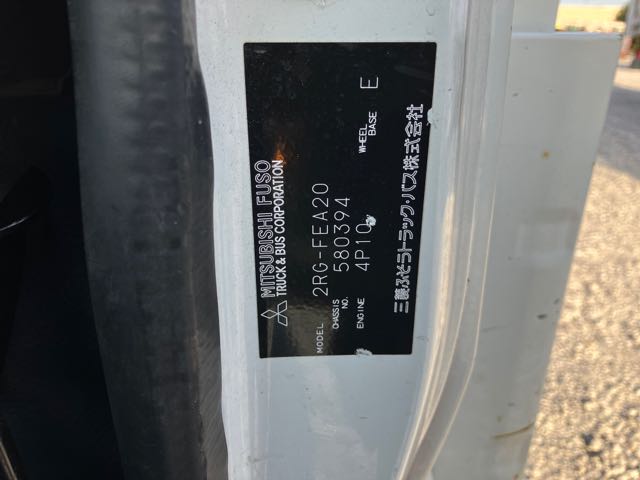 MITSUBISHI FUSO
TRUCK & BUS CORPORATION
MODEL 2RG-FEA20
CHASSIS NO. 580394
ENGINE 4P10 WHEEL BASE E
三菱ふそうトラック・バス株式会社